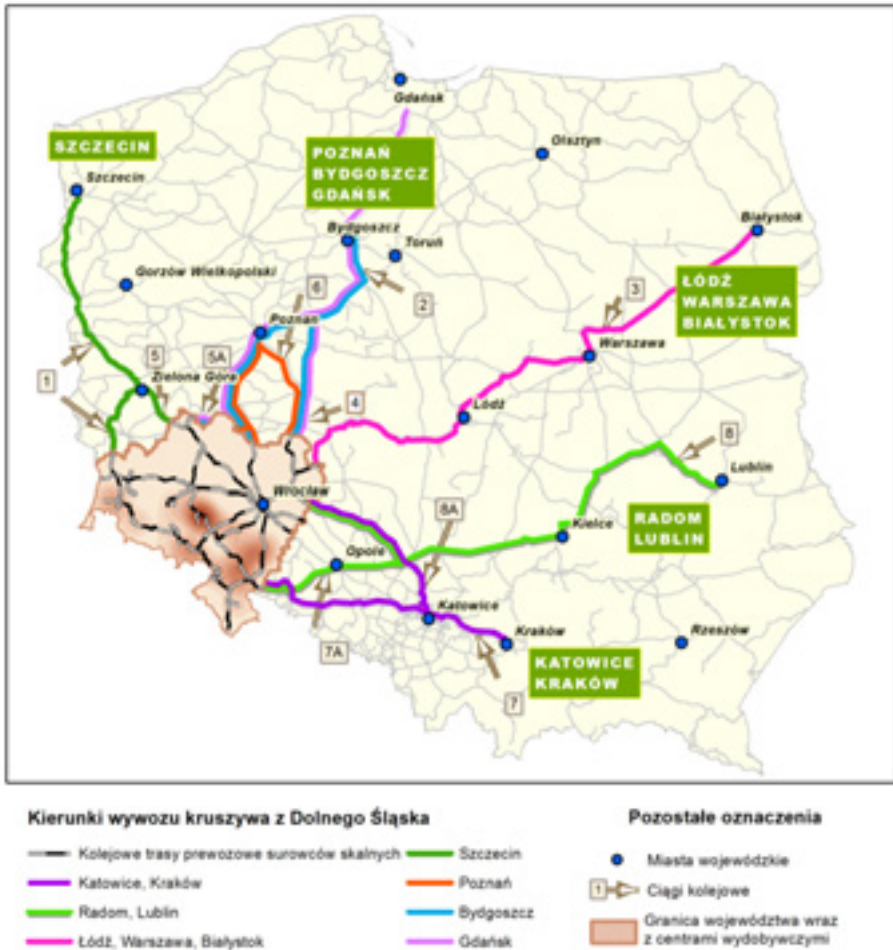 Gdańsk
SZCZECIN
POZNAŃ
BYDGOSZCZ
GDAŃSK
Olsztyn
Szczecin
Bydgoszcz
Toruń
Białystok
Gorzów Wielkopolski
6
2
3
ŁÓDŹ
WARSZAWA
BIAŁYSTOK
Poznań
Warszawa
1
5
5A
Zielona Góra
4
Łódź
8
Lublin
Wrocław
8A
Kielce
RADOM
LUBLIN
Opole
Katowice
Kraków
Rzeszów
7A
7
KATOWICE
KRAKÓW
Kierunki wywozu kruszywa z Dolnego Śląska
Kolejowe trasy prewozowe surowców skalnych
Katowice, Kraków
Radom, Lublin
Łódź, Warszawa, Białystok
Szczecin
Poznań
Bydgoszcz
Gdańsk
Pozostałe oznaczenia
Miasta wojewódzkie
1 Ciągi kolejowe
Granica województwa wraz
z centrami wydobywczymi